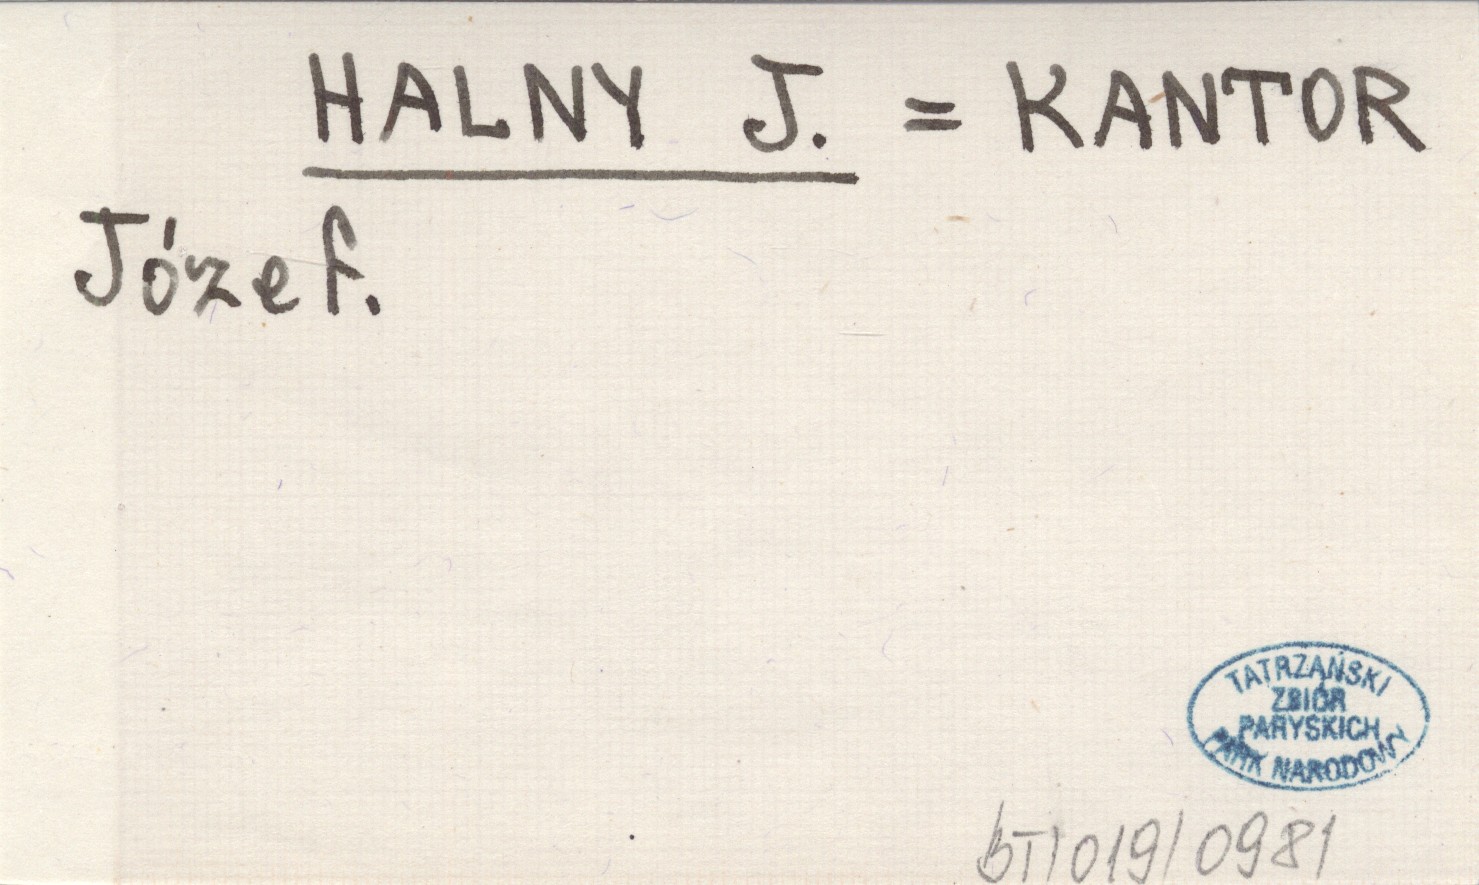 HALNY J. = KANTOR
Józef.
TATRZAŃSKI
ZBIÓR
PARYSKICH
PARK NARODOWY
BT/019/0981